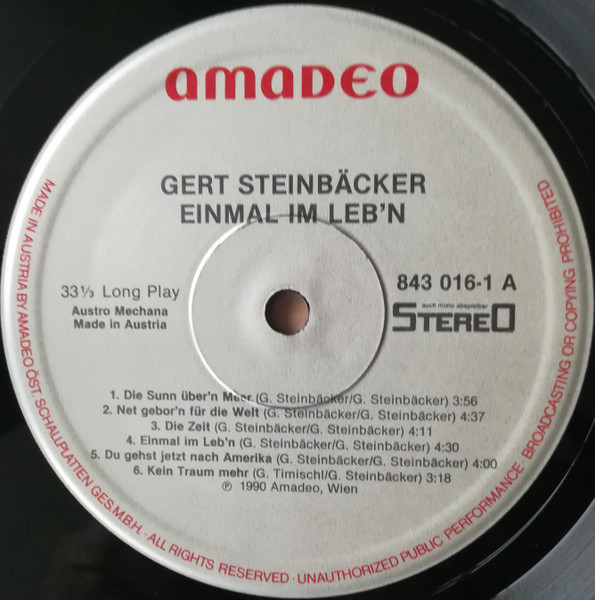 amadeo
GERT STEINBÄCKER
EINMAL IM LEB'N
33⅓ Long Play
Austro Mechana
Made in Austria
843 016-1 A
auch mono abspielbar
STEREO
1. Die Sunn über'n Meer (G. Steinbäcker/G. Steinbäcker) 3:56
2. Net gebor'n für die Welt (G. Steinbäcker/G. Steinbäcker) 4:37
3. Die Zeit (G. Steinbäcker/G. Steinbäcker) 4:11
4. Einmal im Leb'n (G. Steinbäcker/G. Steinbäcker) 4:30
5. Du gehst jetzt nach Amerika (G. Steinbäcker/G. Steinbäcker) 4:00
6. Kein Traum mehr (G. Timischl/G. Steinbäcker) 3:18
℗ 1990 Amadeo, Wien
MADE IN AUSTRIA BY AMADEO ÖST. SCHALLPLATTEN GES.M.B.H. · ALL RIGHTS RESERVED · UNAUTHORIZED PUBLIC PERFORMANCE · BROADCASTING OR COPYING PROHIBITED